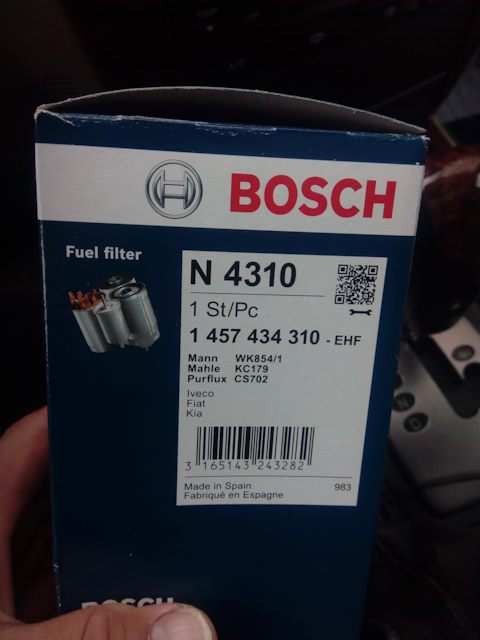 BOSCH
Fuel filter
N 4310
1 St/Pc
1 457 434 310 - EHF
Mann WK854/1
Mahle KC179
Purflux CS702
Iveco
Fiat
Kia
3 165143 243282
Made in Spain 983
Fabriqué en Espagne
BOSCH
N
D